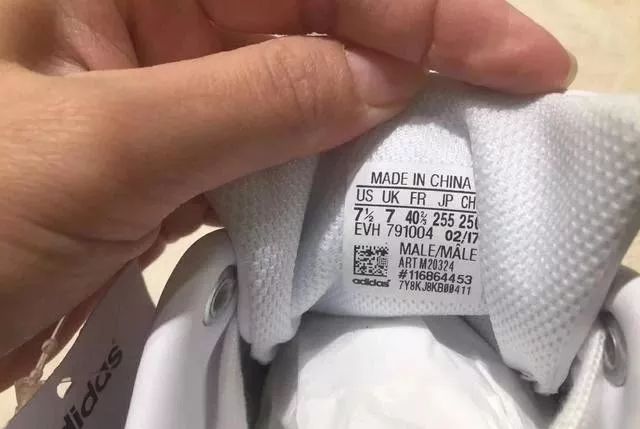 MADE IN CHINA
US UK FR JP CH
7½ 7 40⅔ 255 250
EVH 791004 02/17
MALE/MÂLE
ART M20324
#116864453
7Y8KJ8KB00411
adidas
adidas